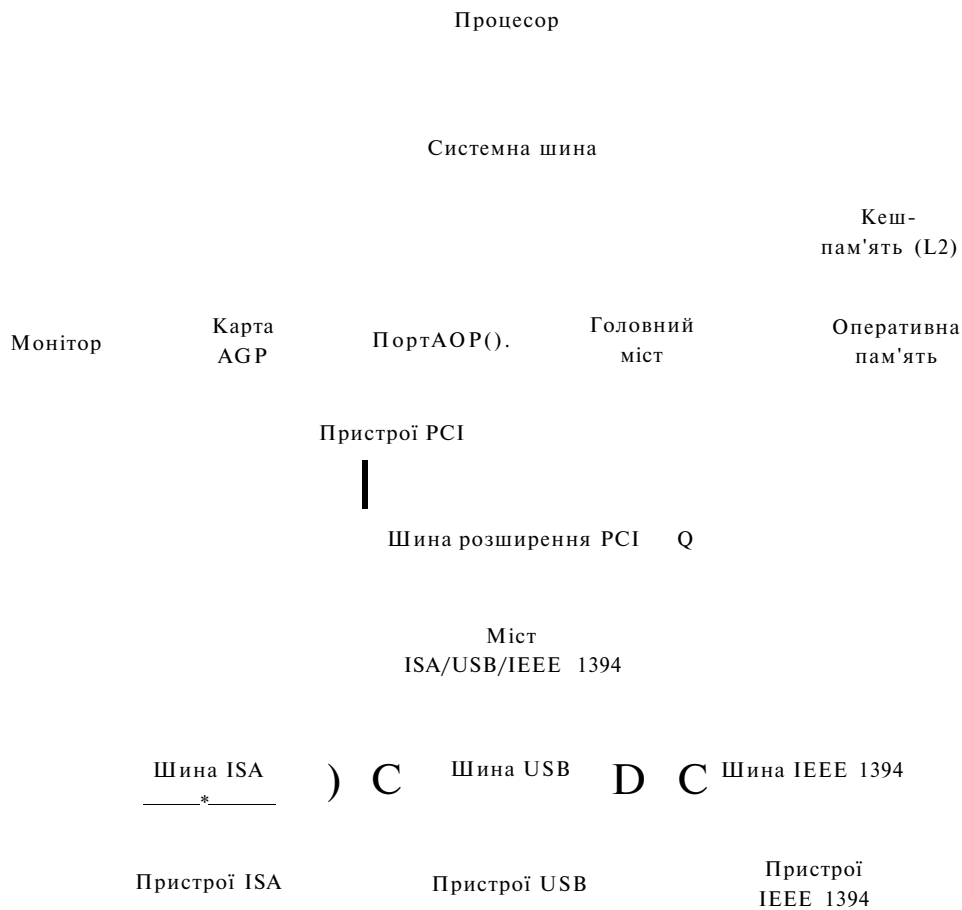 Процесор
Системна шина
Кеш-
пам'ять (L2)
Монітор
Карта
AGP
ПортАОР().
Головний
міст
Оперативна
пам'ять
Пристрої PCI
Шина розширення PCI Q
Міст
ISA/USB/IEEE 1394
Шина ISA
*
) C
Шина USB
D C
Шина IEEE 1394
Пристрої ISA
Пристрої USB
Пристрої
IEEE 1394